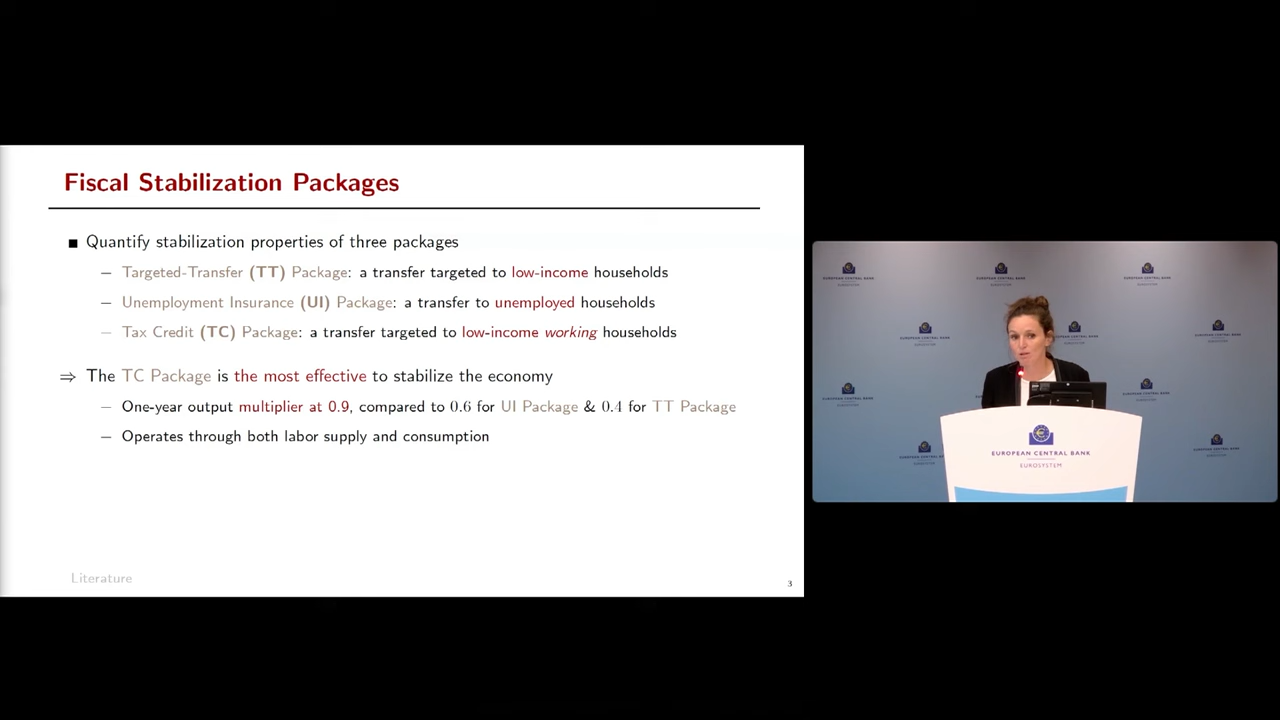 Fiscal Stabilization Packages
■ Quantify stabilization properties of three packages
– Targeted-Transfer (TT) Package: a transfer targeted to low-income households
– Unemployment Insurance (UI) Package: a transfer to unemployed households
– Tax Credit (TC) Package: a transfer targeted to low-income working households
⇒ The TC Package is the most effective to stabilize the economy
– One-year output multiplier at 0.9, compared to 0.6 for UI Package & 0.4 for TT Package
– Operates through both labor supply and consumption
Literature
3
EUROPEAN CENTRAL BANK
EUROSYSTEM